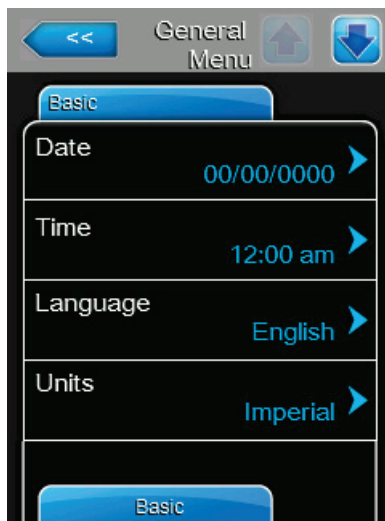 <<
General
Menu
Basic
Date
00/00/0000
Time
12:00 am
Language
English
Units
Imperial
Basic